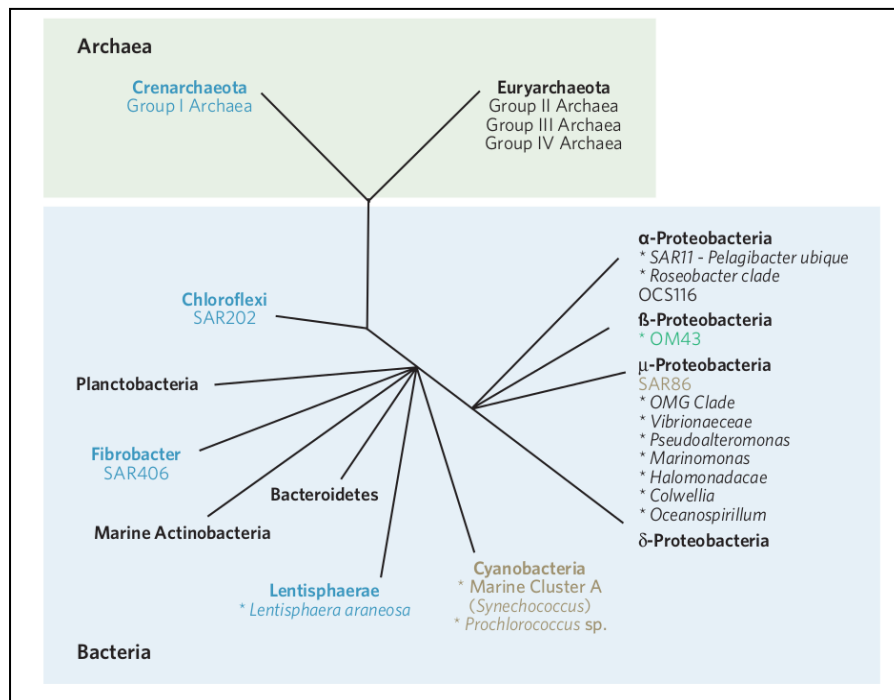 Archaea
Crenarchaeota
Group I Archaea
Euryarchaeota
Group II Archaea
Group III Archaea
Group IV Archaea
α-Proteobacteria
* SAR11 - Pelagibacter ubique
* Roseobacter clade
OCS116
ß-Proteobacteria
* OM43
μ-Proteobacteria
SAR86
* OMG Clade
* Vibrionaeceae
* Pseudoalteromonas
* Marinomonas
* Halomonadacae
* Colwellia
* Oceanospirillum
δ-Proteobacteria
Chloroflexi
SAR202
Planctobacteria
Fibrobacter
SAR406
Bacteroidetes
Marine Actinobacteria
Lentisphaerae
* Lentisphaera araneosa
Cyanobacteria
* Marine Cluster A
(Synechococcus)
* Prochlorococcus sp.
Bacteria